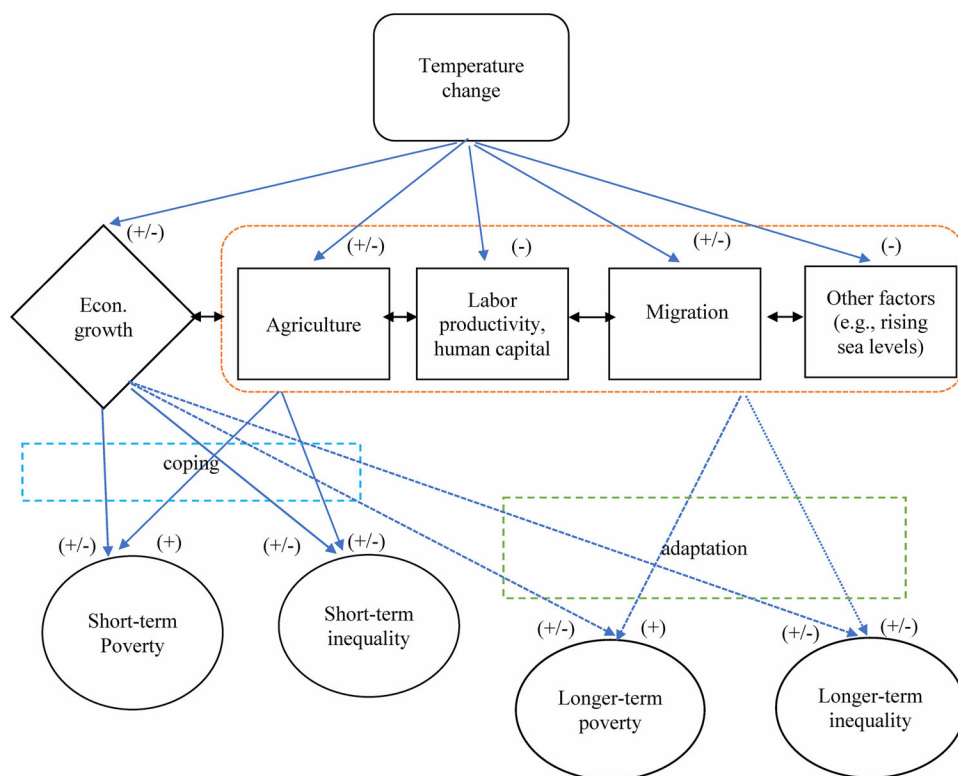 Temperature
change
(+/-)
(+/-)
(-)
(+/-)
(-)
Econ.
growth
Agriculture
Labor
productivity,
human capital
Migration
Other factors
(e.g., rising
sea levels)
coping
adaptation
(+/-)
(+)
(+/-)
(+/-)
Short-term
Poverty
Short-term
inequality
(+/-)
(+)
(+/-)
(+/-)
Longer-term
poverty
Longer-term
inequality